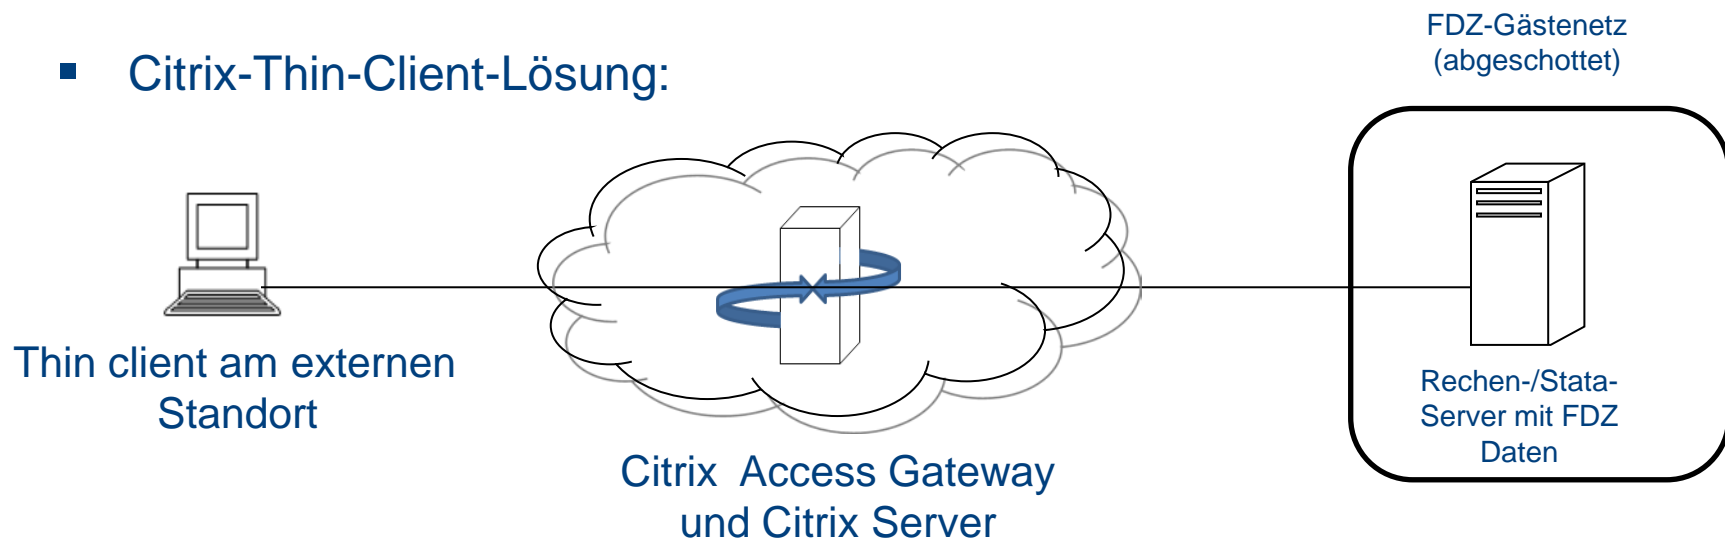 Citrix-Thin-Client-Lösung:
FDZ-Gästenetz
(abgeschottet)
Thin client am externen
Standort
Citrix  Access Gateway
und Citrix Server
Rechen-/Stata-
Server mit FDZ
Daten